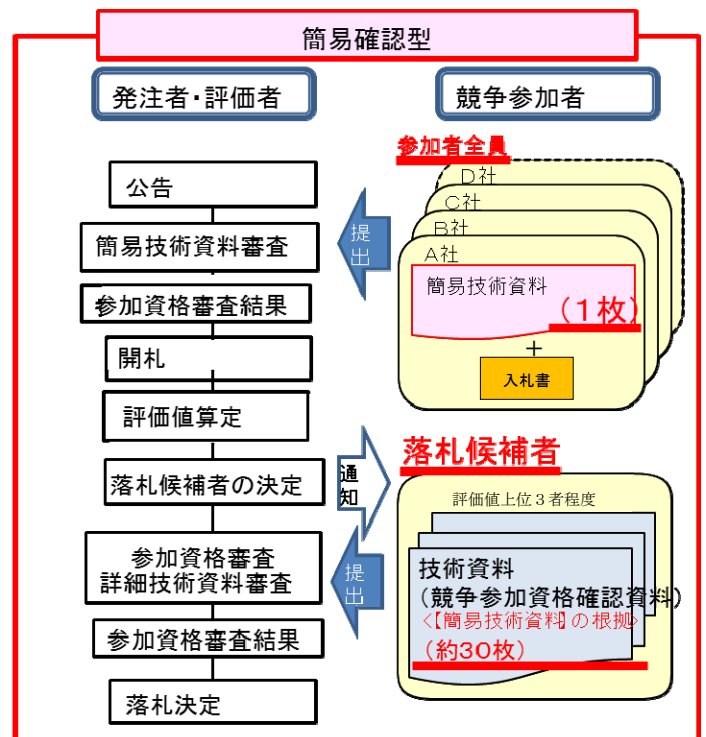 簡易確認型
発注者・評価者
競争参加者
公告
簡易技術資料審査
参加資格審査結果
開札
評価値算定
落札候補者の決定
参加資格審査
詳細技術資料審査
参加資格審査結果
落札決定
参加者全員
D社
C社
B社
A社
提出
簡易技術資料
(1枚)
+
入札書
通知
落札候補者
評価値上位3者程度
提出
技術資料
(競争参加資格確認資料)
<【簡易技術資料】の根拠>
(約30枚)